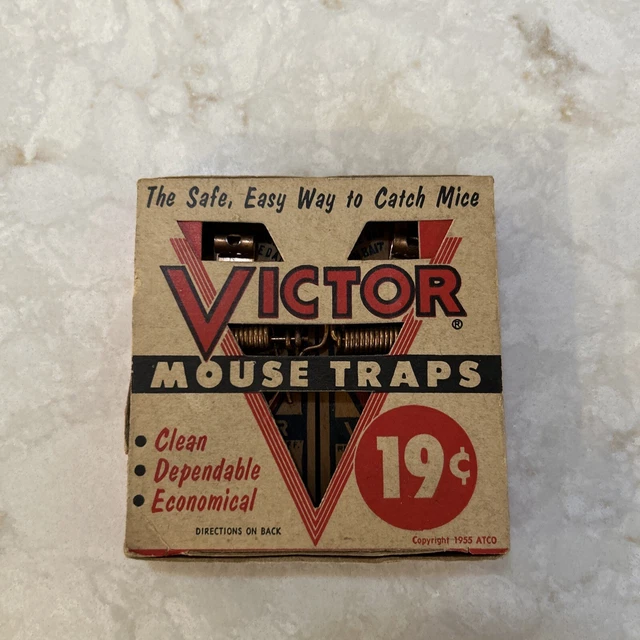 The Safe, Easy Way to Catch Mice
VICTOR®
MOUSE TRAPS
• Clean
• Dependable
• Economical
19¢
DIRECTIONS ON BACK
Copyright 1955 ATCO